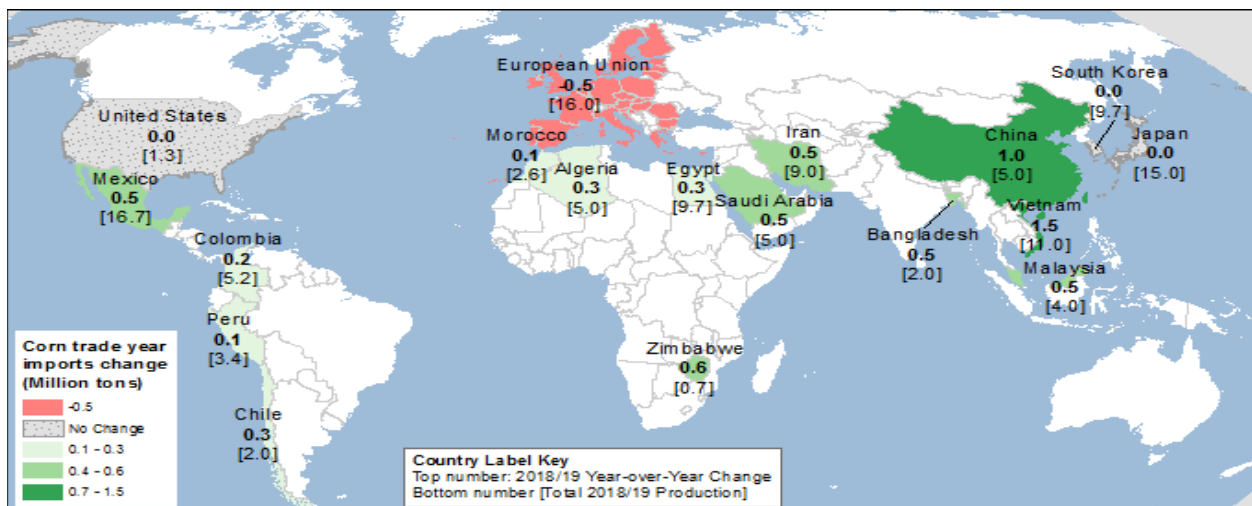 European Union
-0.5
[16.0]
South Korea
0.0
[9.7]
United States
0.0
[1.3]
Morocco
0.1
[2.6]
Iran
0.5
[9.0]
China
1.0
[5.0]
Japan
0.0
[15.0]
Mexico
0.5
[16.7]
Algeria
0.3
[5.0]
Egypt
0.3
[9.7]
Saudi Arabia
0.5
[5.0]
Vietnam
1.5
[11.0]
Bangladesh
0.5
[2.0]
Colombia
0.2
[5.2]
Malaysia
0.5
[4.0]
Peru
0.1
[3.4]
Zimbabwe
0.6
[0.7]
Chile
0.3
[2.0]
Corn trade year
imports change
(Million tons)
-0.5
No Change
0.1 - 0.3
0.4 - 0.6
0.7 - 1.5
Country Label Key
Top number: 2018/19 Year-over-Year Change
Bottom number [Total 2018/19 Production]